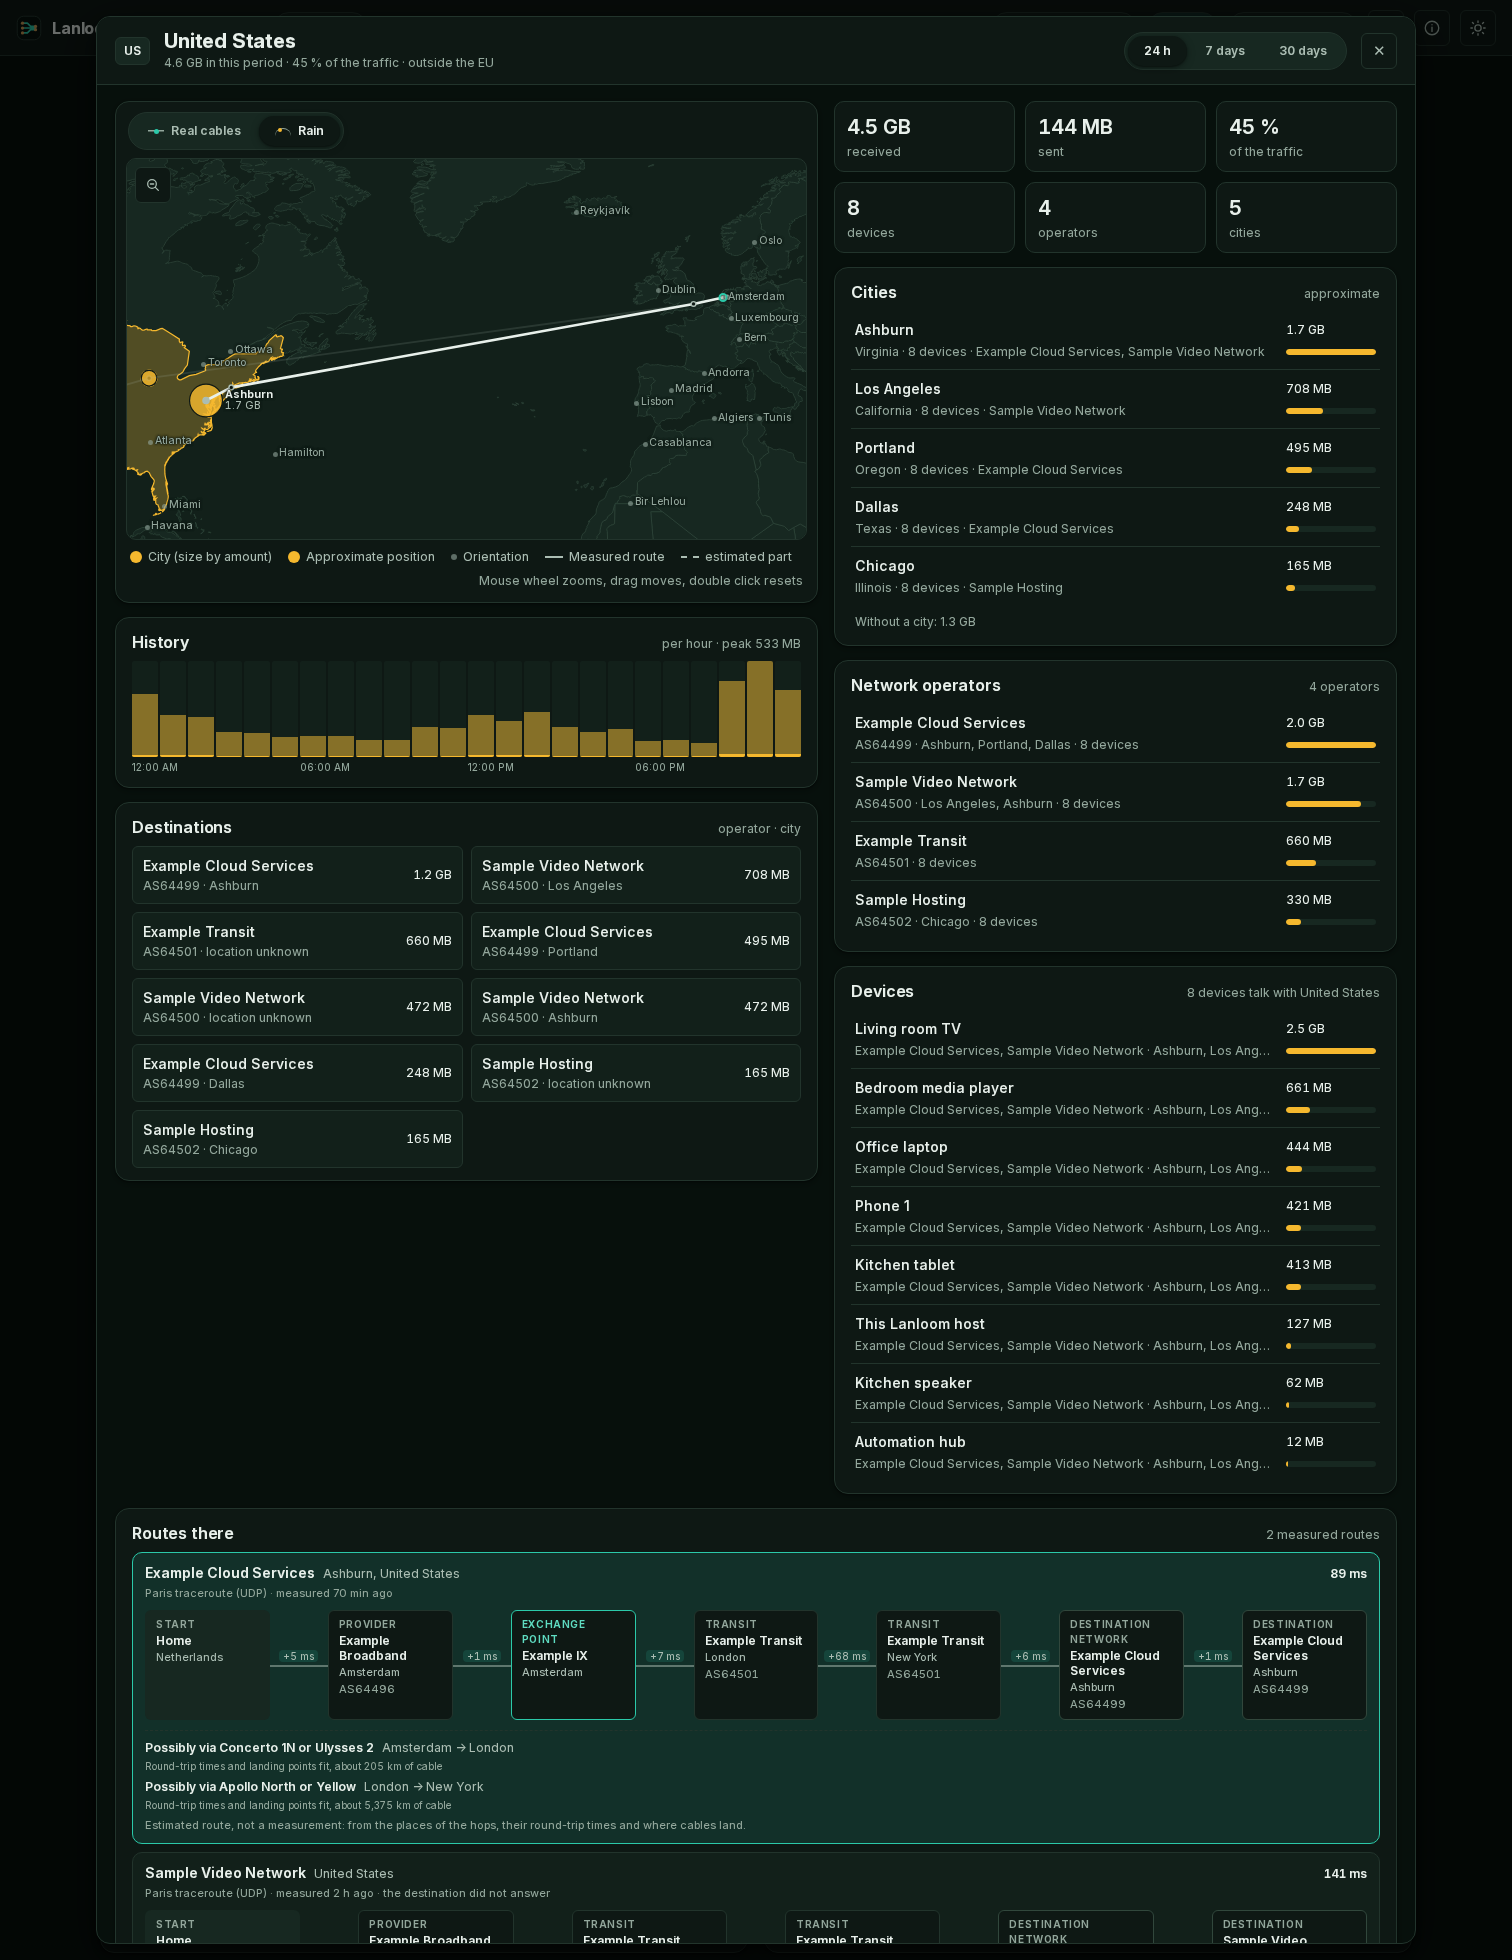 Lanlo
US
United States
4.6 GB in this period · 45 % of the traffic · outside the EU
24 h
7 days
30 days
Real cables
Rain
Reykjavík
Oslo
Dublin
Amsterdam
Luxembourg
Bern
Ottawa
Toronto
Andorra
Madrid
Ashburn
1.7 GB
Lisbon
Algiers
Tunis
Atlanta
Casablanca
Hamilton
Bir Lehlou
Miami
Havana
City (size by amount)
Approximate position
Orientation
Measured route
estimated part
Mouse wheel zooms, drag moves, double click resets
History
per hour · peak 533 MB
12:00 AM
06:00 AM
12:00 PM
06:00 PM
Destinations
operator · city
Example Cloud Services
AS64499 · Ashburn
1.2 GB
Sample Video Network
AS64500 · Los Angeles
708 MB
Example Transit
AS64501 · location unknown
660 MB
Example Cloud Services
AS64499 · Portland
495 MB
Sample Video Network
AS64500 · location unknown
472 MB
Sample Video Network
AS64500 · Ashburn
472 MB
Example Cloud Services
AS64499 · Dallas
248 MB
Sample Hosting
AS64502 · location unknown
165 MB
Sample Hosting
AS64502 · Chicago
165 MB
4.5 GB
received
144 MB
sent
45 %
of the traffic
8
devices
4
operators
5
cities
Cities
approximate
Ashburn
1.7 GB
Virginia · 8 devices · Example Cloud Services, Sample Video Network
Los Angeles
708 MB
California · 8 devices · Sample Video Network
Portland
495 MB
Oregon · 8 devices · Example Cloud Services
Dallas
248 MB
Texas · 8 devices · Example Cloud Services
Chicago
165 MB
Illinois · 8 devices · Sample Hosting
Without a city: 1.3 GB
Network operators
4 operators
Example Cloud Services
2.0 GB
AS64499 · Ashburn, Portland, Dallas · 8 devices
Sample Video Network
1.7 GB
AS64500 · Los Angeles, Ashburn · 8 devices
Example Transit
660 MB
AS64501 · 8 devices
Sample Hosting
330 MB
AS64502 · Chicago · 8 devices
Devices
8 devices talk with United States
Living room TV
2.5 GB
Example Cloud Services, Sample Video Network · Ashburn, Los Ang…
Bedroom media player
661 MB
Example Cloud Services, Sample Video Network · Ashburn, Los Ang…
Office laptop
444 MB
Example Cloud Services, Sample Video Network · Ashburn, Los Ang…
Phone 1
421 MB
Example Cloud Services, Sample Video Network · Ashburn, Los Ang…
Kitchen tablet
413 MB
Example Cloud Services, Sample Video Network · Ashburn, Los Ang…
This Lanloom host
127 MB
Example Cloud Services, Sample Video Network · Ashburn, Los Ang…
Kitchen speaker
62 MB
Example Cloud Services, Sample Video Network · Ashburn, Los Ang…
Automation hub
12 MB
Example Cloud Services, Sample Video Network · Ashburn, Los Ang…
Routes there
2 measured routes
Example Cloud Services Ashburn, United States
89 ms
Paris traceroute (UDP) · measured 70 min ago
START
Home
Netherlands
+5 ms
PROVIDER
Example
Broadband
Amsterdam
AS64496
+1 ms
EXCHANGE
POINT
Example IX
Amsterdam
+7 ms
TRANSIT
Example Transit
London
AS64501
+68 ms
TRANSIT
Example Transit
New York
AS64501
+6 ms
DESTINATION
NETWORK
Example Cloud
Services
Ashburn
AS64499
+1 ms
DESTINATION
Example Cloud
Services
Ashburn
AS64499
Possibly via Concerto 1N or Ulysses 2 Amsterdam → London
Round-trip times and landing points fit, about 205 km of cable
Possibly via Apollo North or Yellow London → New York
Round-trip times and landing points fit, about 5,375 km of cable
Estimated route, not a measurement: from the places of the hops, their round-trip times and where cables land.
Sample Video Network United States
141 ms
Paris traceroute (UDP) · measured 2 h ago · the destination did not answer
START
Home
PROVIDER
Example Broadband
TRANSIT
Example Transit
TRANSIT
Example Transit
DESTINATION
NETWORK
DESTINATION
Sample Video